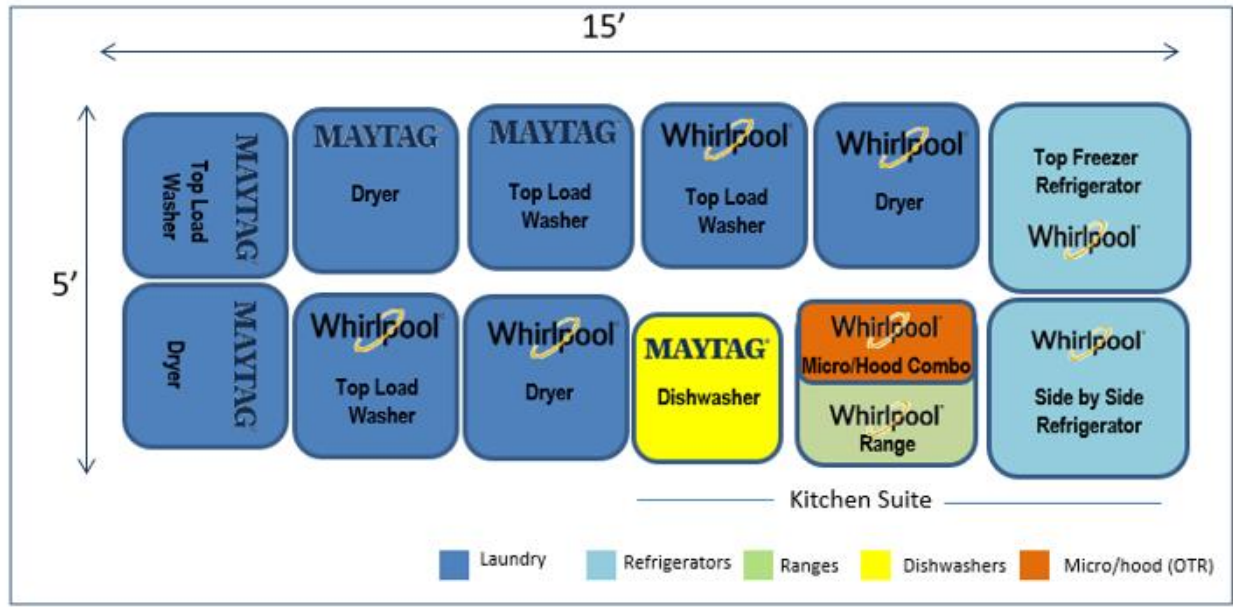 15’
5’
MAYTAG
Top Load
Washer
MAYTAG
Dryer
MAYTAG
Top Load
Washer
Whirlpool
Top Load
Washer
Whirlpool
Dryer
Top Freezer
Refrigerator
Whirlpool
MAYTAG
Dryer
Whirlpool
Top Load
Washer
Whirlpool
Dryer
MAYTAG
Dishwasher
Whirlpool
Micro/Hood Combo
Whirlpool
Range
Whirlpool
Side by Side
Refrigerator
Kitchen Suite
Laundry
Refrigerators
Ranges
Dishwashers
Micro/hood (OTR)